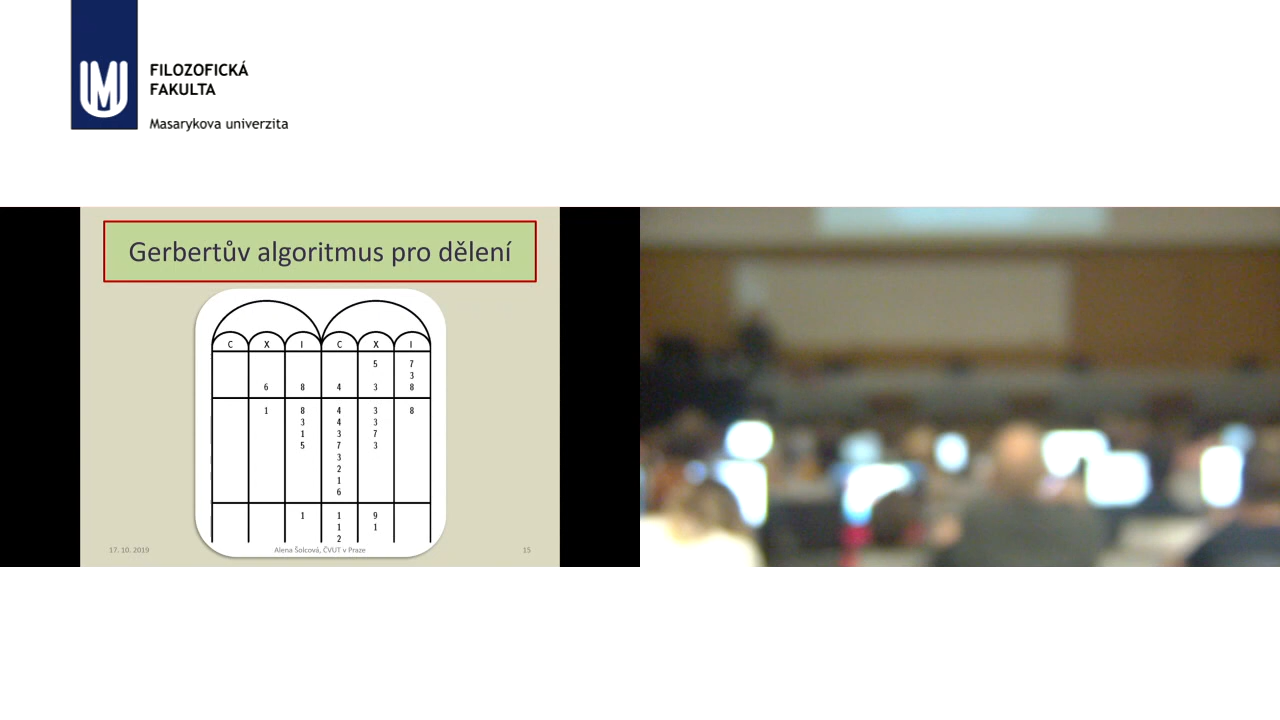 FILOZOFICKÁ
FAKULTA
Masarykova univerzita
Gerbertův algoritmus pro dělení
C X I C X I
5 7
3
6 8 4 3 8
1 8 4 3 8
3 4 3
1 3 7
5 7 3
3
2
1
6
1 1 9
1 1
2
17. 10. 2019 Alena Šolcová, ČVUT v Praze 15